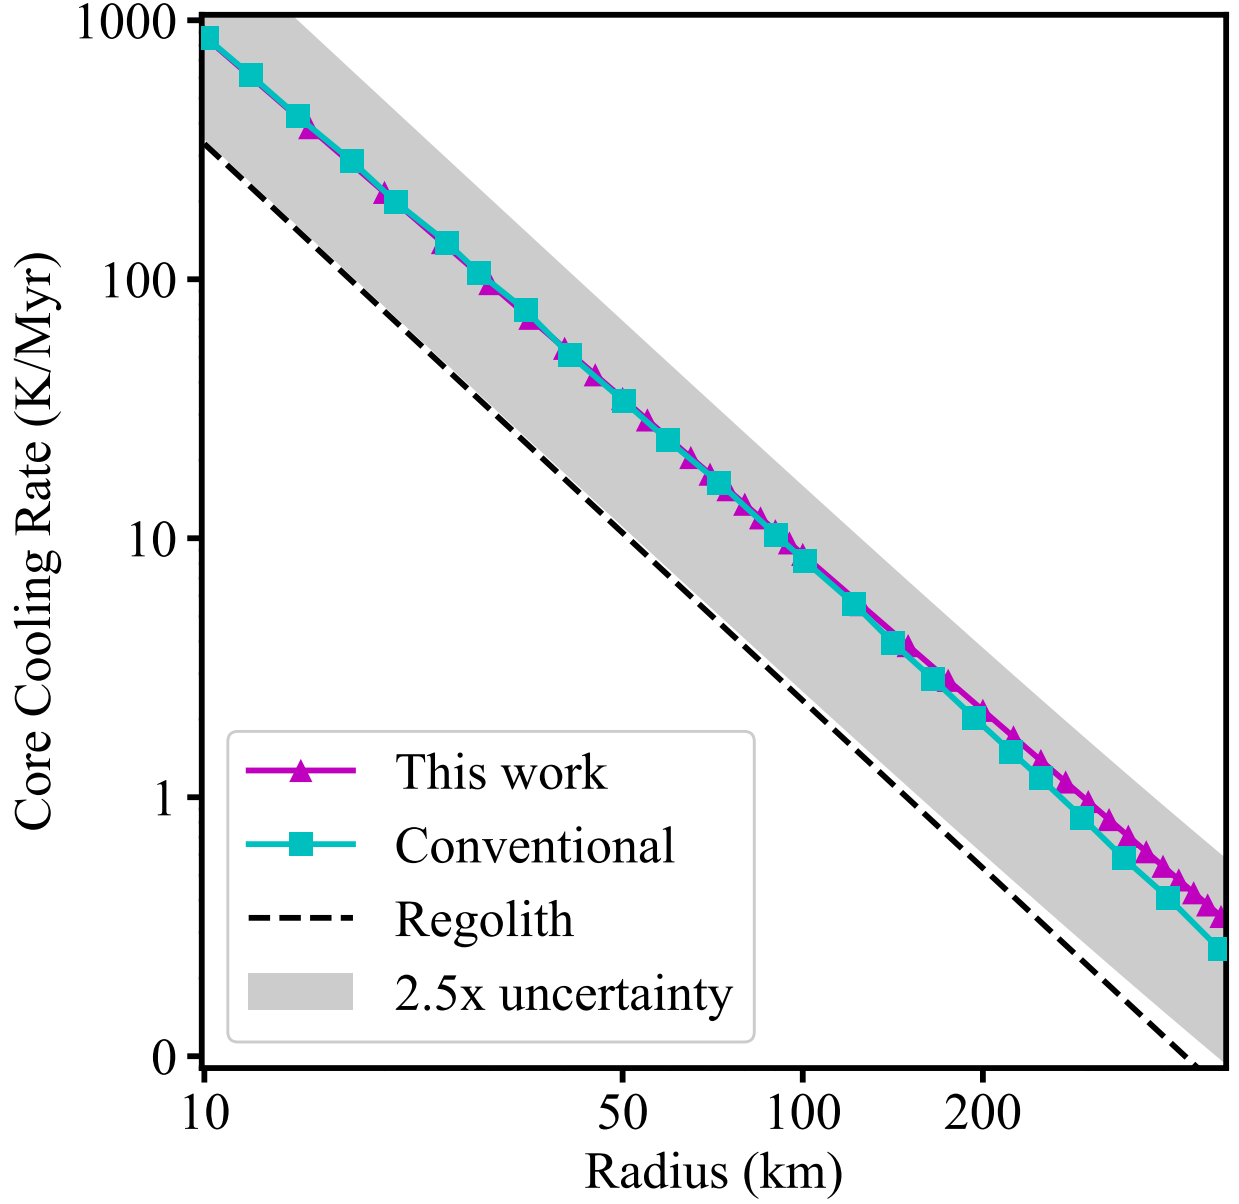 1000
100
10
1
0
Core Cooling Rate (K/Myr)
This work
Conventional
Regolith
2.5x uncertainty
10
50
100
200
Radius (km)